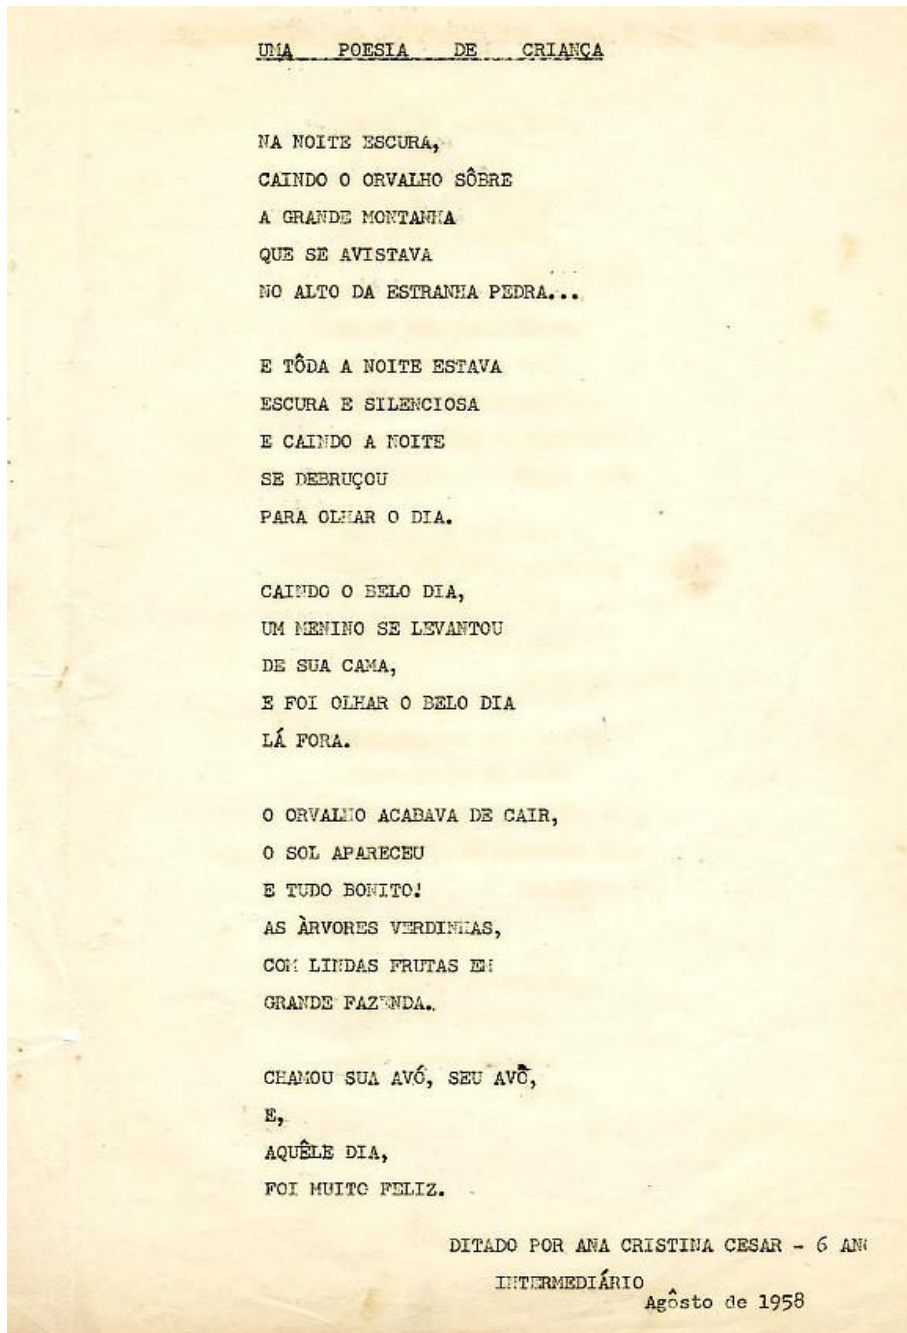 UMA POESIA DE CRIANÇA
NA NOITE ESCURA,
CAINDO O ORVALHO SÔBRE
A GRANDE MONTANHA
QUE SE AVISTAVA
NO ALTO DA ESTRANHA PEDRA...
E TÔDA A NOITE ESTAVA
ESCURA E SILENCIOSA
E CAINDO A NOITE
SE DEBRUÇOU
PARA OLHAR O DIA.
CAINDO O BELO DIA,
UM MENINO SE LEVANTOU
DE SUA CAMA,
E FOI OLHAR O BELO DIA
LÁ FORA.
O ORVALHO ACABAVA DE CAIR,
O SOL APARECEU
E TUDO BONITO!
AS ÀRVORES VERDINHAS,
COM LINDAS FRUTAS EM
GRANDE FAZENDA.
CHAMOU SUA AVÓ, SEU AVÔ,
E,
AQUÊLE DIA,
FOI MUITO FELIZ.
DITADO POR ANA CRISTINA CESAR - 6
INTERMEDIÁRIO
Agôsto de 1958